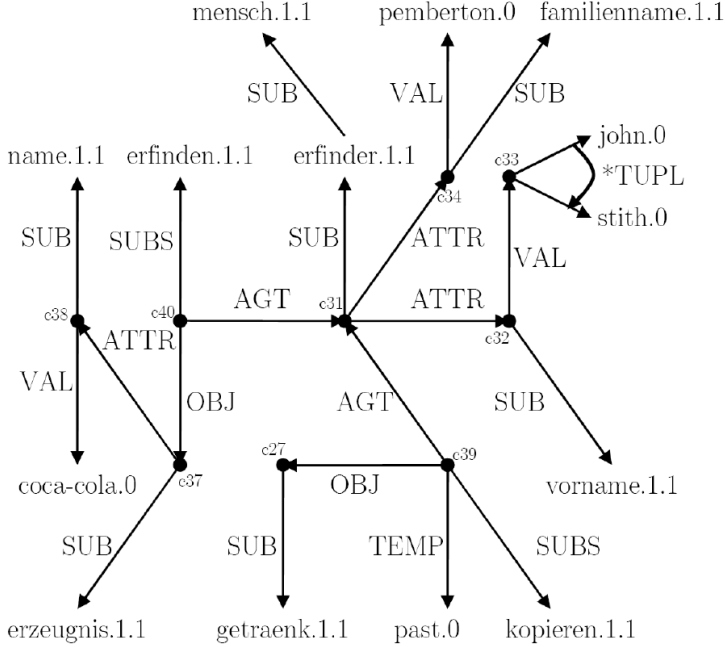 mensch.1.1 pemberton.0 familienname.1.1
SUB VAL SUB
name.1.1 erfinden.1.1 erfinder.1.1 c33 john.0
*TUPL
c34
stith.0
SUB SUBS SUB ATTR VAL
c38 c40 AGT c31 ATTR c32
ATTR
VAL OBJ AGT SUB
c27 c39
coca-cola.0 c37 OBJ vorname.1.1
SUB SUB TEMP SUBS
erzeugnis.1.1 getraenk.1.1 past.0 kopieren.1.1